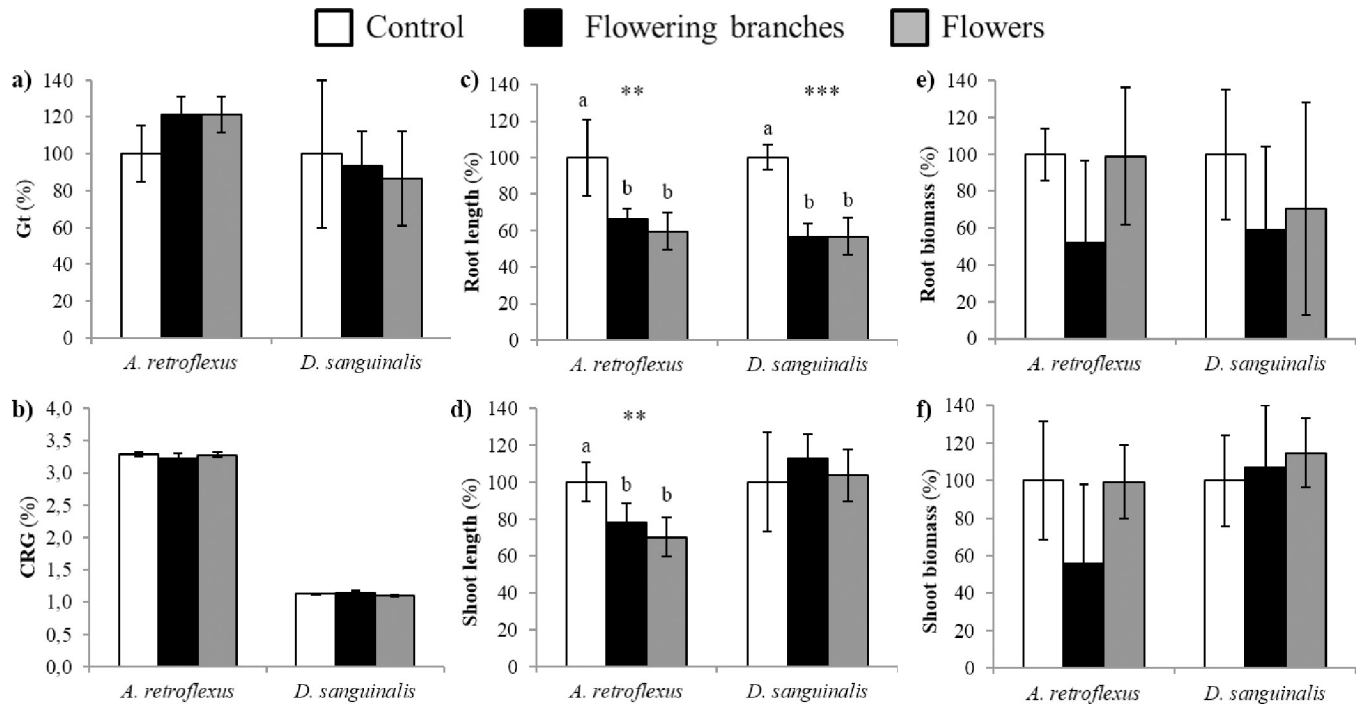 Control Flowering branches Flowers
a)
140
120
100
80
60
40
20
0
Gt (%)
A. retroflexus D. sanguinalis
b)
4,0
3,5
3,0
2,5
2,0
1,5
1,0
0,5
0,0
CRG (%)
A. retroflexus D. sanguinalis
c)
140
120
100
80
60
40
20
0
Root length (%)
** ***
a a
b b b b
A. retroflexus D. sanguinalis
d)
140
120
100
80
60
40
20
0
Shoot length (%)
**
a
b b
A. retroflexus D. sanguinalis
e)
140
120
100
80
60
40
20
0
Root biomass (%)
A. retroflexus D. sanguinalis
f)
140
120
100
80
60
40
20
0
Shoot biomass (%)
A. retroflexus D. sanguinalis